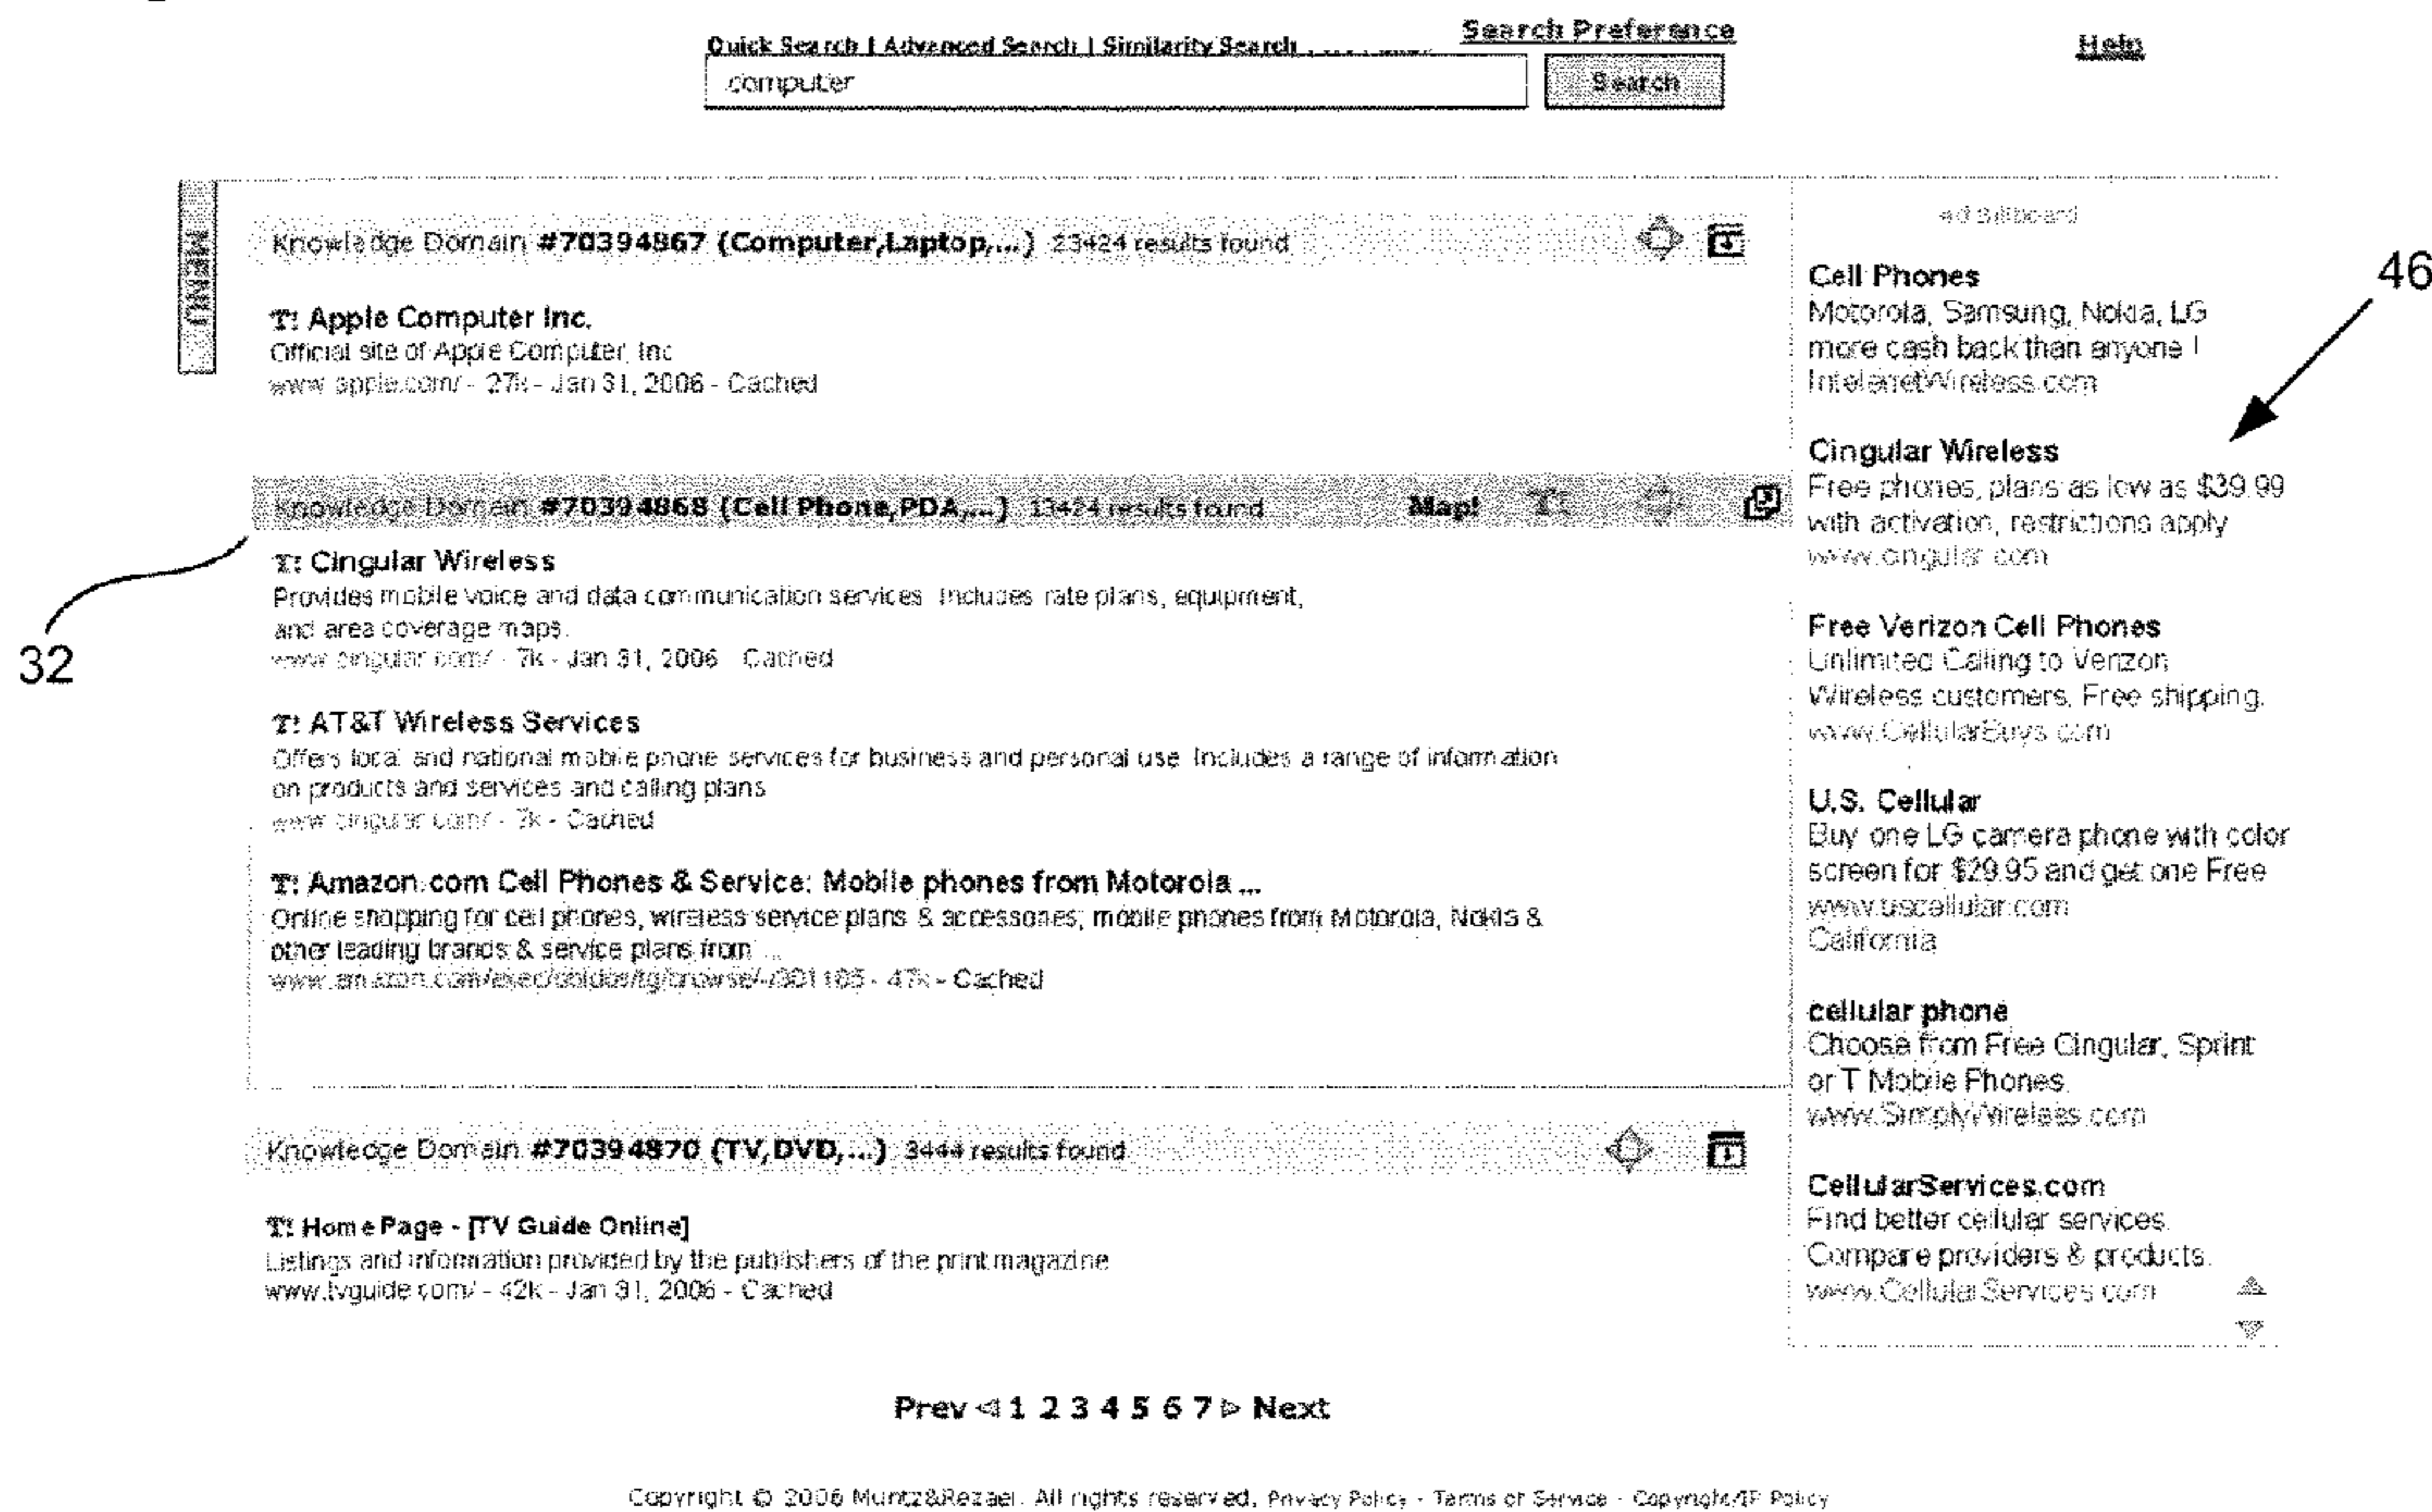 Quick Search | Advanced Search | Similarity Search
Search Preference
Help
computer
Search
MENU
Knowledge Domain #70394867 (Computer,Laptop,...) 23424 results found
T! Apple Computer Inc.
Official site of Apple Computer, Inc
www.apple.com/ - 27k - Jan 31, 2006 - Cached
Knowledge Domain #70394868 (Cell Phone,PDA,...) 13424 results found Map!
32
T! Cingular Wireless
Provides mobile voice and data communication services. Includes rate plans, equipment,
and area coverage maps.
www.cingular.com/ - 7k - Jan 31, 2006 Cached
T! AT&T Wireless Services
Offers local and national mobile phone services for business and personal use. Includes a range of information
on products and services and calling plans
www.cingular.com/ - 7k - Cached
T! Amazon.com Cell Phones & Service: Mobile phones from Motorola ...
Online shopping for cell phones, wireless service plans & accessories; mobile phones from Motorola, Nokia &
other leading brands & service plans from ...
- 47k - Cached
Knowledge Domain #70394870 (TV,DVD,...) 3444 results found
T! Home Page - [TV Guide Online]
Listings and information provided by the publishers of the print magazine
www.tvguide.com/ - 42k - Jan 31, 2006 - Cached
Ad Billboard
46
Cell Phones
Motorola, Samsung, Nokia, LG
more cash back than anyone !
Cingular Wireless
Free phones, plans as low as $39.99
with activation, restrictions apply
www.cingular.com
Free Verizon Cell Phones
Unlimited Calling to Verizon
Wireless customers, Free shipping.
www.CellularBuys.com
U.S. Cellular
Buy one LG camera phone with color
screen for $29.95 and get one Free
www.uscellular.com
California
cellular phone
Choose from Free Cingular, Sprint
or T Mobile Phones.
www.SimplyWireless.com
CellularServices.com
Find better cellular services.
Compare providers & products.
www.CellularServices.com
Prev 1 2 3 4 5 6 7 Next
Copyright © 2006 Muntz&Rezaei. All rights reserved. Privacy Policy - Terms of Service - Copyright/IP Policy